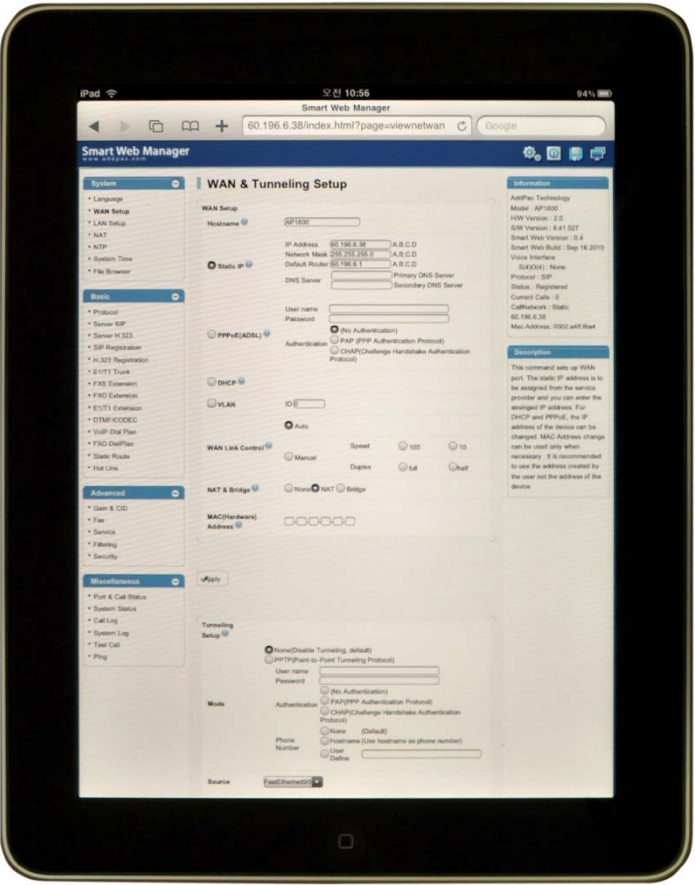 iPad
오전 10:56
94%
Smart Web Manager
60.196.6.38/index.html?page=viewnetwan
Google
Smart Web Manager
www.addpac.com
System
Language
WAN Setup
LAN Setup
NAT
NTP
System Time
File Browser
Basic
Protocol
Server SIP
Server H.323
SIP Registration
H.323 Registration
E1/T1 Trunk
FXS Extension
FXO Extension
E1/T1 Extension
DTMF/CODEC
VoIP Dial Plan
FXO DialPlan
Static Route
Hot Line
Advanced
Gain & CID
Fax
Service
Filtering
Security
Miscellaneous
Port & Call Status
System Status
Call Log
System Log
Test Call
Ping
WAN & Tunneling Setup
WAN Setup
Hostname AP1800
Static IP
IP Address 60.196.6.38 A.B.C.D
Network Mask 255.255.255.0 A.B.C.D
Default Router 60.196.6.1 A.B.C.D
DNS Server Primary DNS Server
Secondary DNS Server
PPPoE(ADSL)
User name
Password
Authentication
(No Authentication)
PAP (PPP Authentication Protocol)
CHAP(Challenge Handshake Authentication
Protocol)
DHCP
VLAN ID 0
WAN Link Control
Auto
Manual
Speed 100 10
Duplex full half
NAT & Bridge None NAT Bridge
MAC(Hardware)
Address
Apply
Tunneling
Setup
Mode
None(Disable Tunneling, default)
PPTP(Point-to-Point Tunneling Protocol)
User name
Password
Authentication
(No Authentication)
PAP(PPP Authentication Protocol)
CHAP(Challenge Handshake Authentication
Protocol)
Phone
Number
None (Default)
Hostname (Use hostname as phone number)
User
Define
Source
Information
AddPac Technology
Model : AP1800
H/W Version : 2.0
S/W Version : 8.41.027
Smart Web Version : 0.4
Smart Web Build : Sep 16 2010
Voice Interface
S(4)O(4) : None
Protocol : SIP
Status : Registered
Current Calls : 0
CallNetwork : Static
60.196.6.38
Mac Address:
Description
This command sets up WAN
port. The static IP address is to
be assigned from the service
provider and you can enter the
assinged IP address. For
DHCP and PPPoE, the IP
address of the device can be
changed. MAC Address change
can be used only when
necessary. It is recommended
to use the address created by
the user not the address of the
device